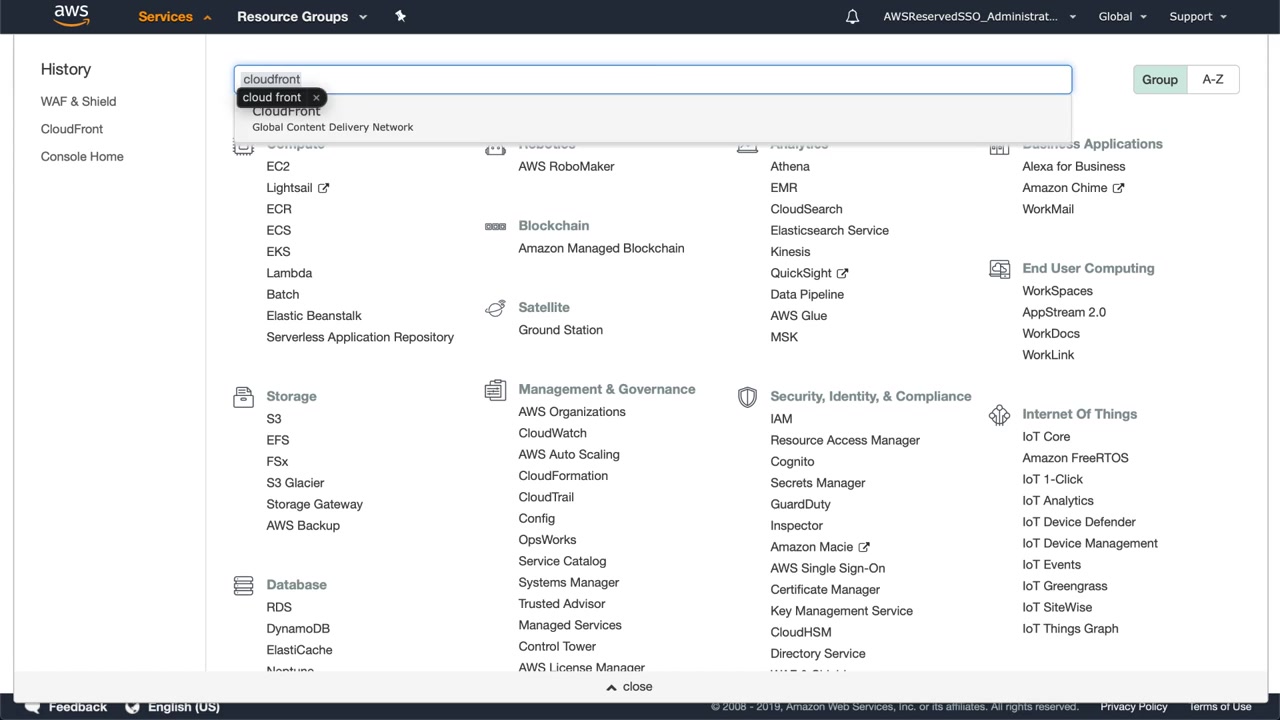 aws
Services
Resource Groups
AWSReservedSSO_Administrat...
Global
Support
History
WAF & Shield
CloudFront
Console Home
cloudfront
cloud front ×
CloudFront
Global Content Delivery Network
Group
A-Z
Compute
EC2
Lightsail
ECR
ECS
EKS
Lambda
Batch
Elastic Beanstalk
Serverless Application Repository
Storage
S3
EFS
FSx
S3 Glacier
Storage Gateway
AWS Backup
Database
RDS
DynamoDB
ElastiCache
Neptune
Robotics
AWS RoboMaker
Blockchain
Amazon Managed Blockchain
Satellite
Ground Station
Management & Governance
AWS Organizations
CloudWatch
AWS Auto Scaling
CloudFormation
CloudTrail
Config
OpsWorks
Service Catalog
Systems Manager
Trusted Advisor
Managed Services
Control Tower
AWS License Manager
Analytics
Athena
EMR
CloudSearch
Elasticsearch Service
Kinesis
QuickSight
Data Pipeline
AWS Glue
MSK
Security, Identity, & Compliance
IAM
Resource Access Manager
Cognito
Secrets Manager
GuardDuty
Inspector
Amazon Macie
AWS Single Sign-On
Certificate Manager
Key Management Service
CloudHSM
Directory Service
WAF & Shield
Business Applications
Alexa for Business
Amazon Chime
WorkMail
End User Computing
WorkSpaces
AppStream 2.0
WorkDocs
WorkLink
Internet Of Things
IoT Core
Amazon FreeRTOS
IoT 1-Click
IoT Analytics
IoT Device Defender
IoT Device Management
IoT Events
IoT Greengrass
IoT SiteWise
IoT Things Graph
close
Feedback
English (US)
© 2008 - 2019, Amazon Web Services, Inc. or its affiliates. All rights reserved.
Privacy Policy
Terms of Use